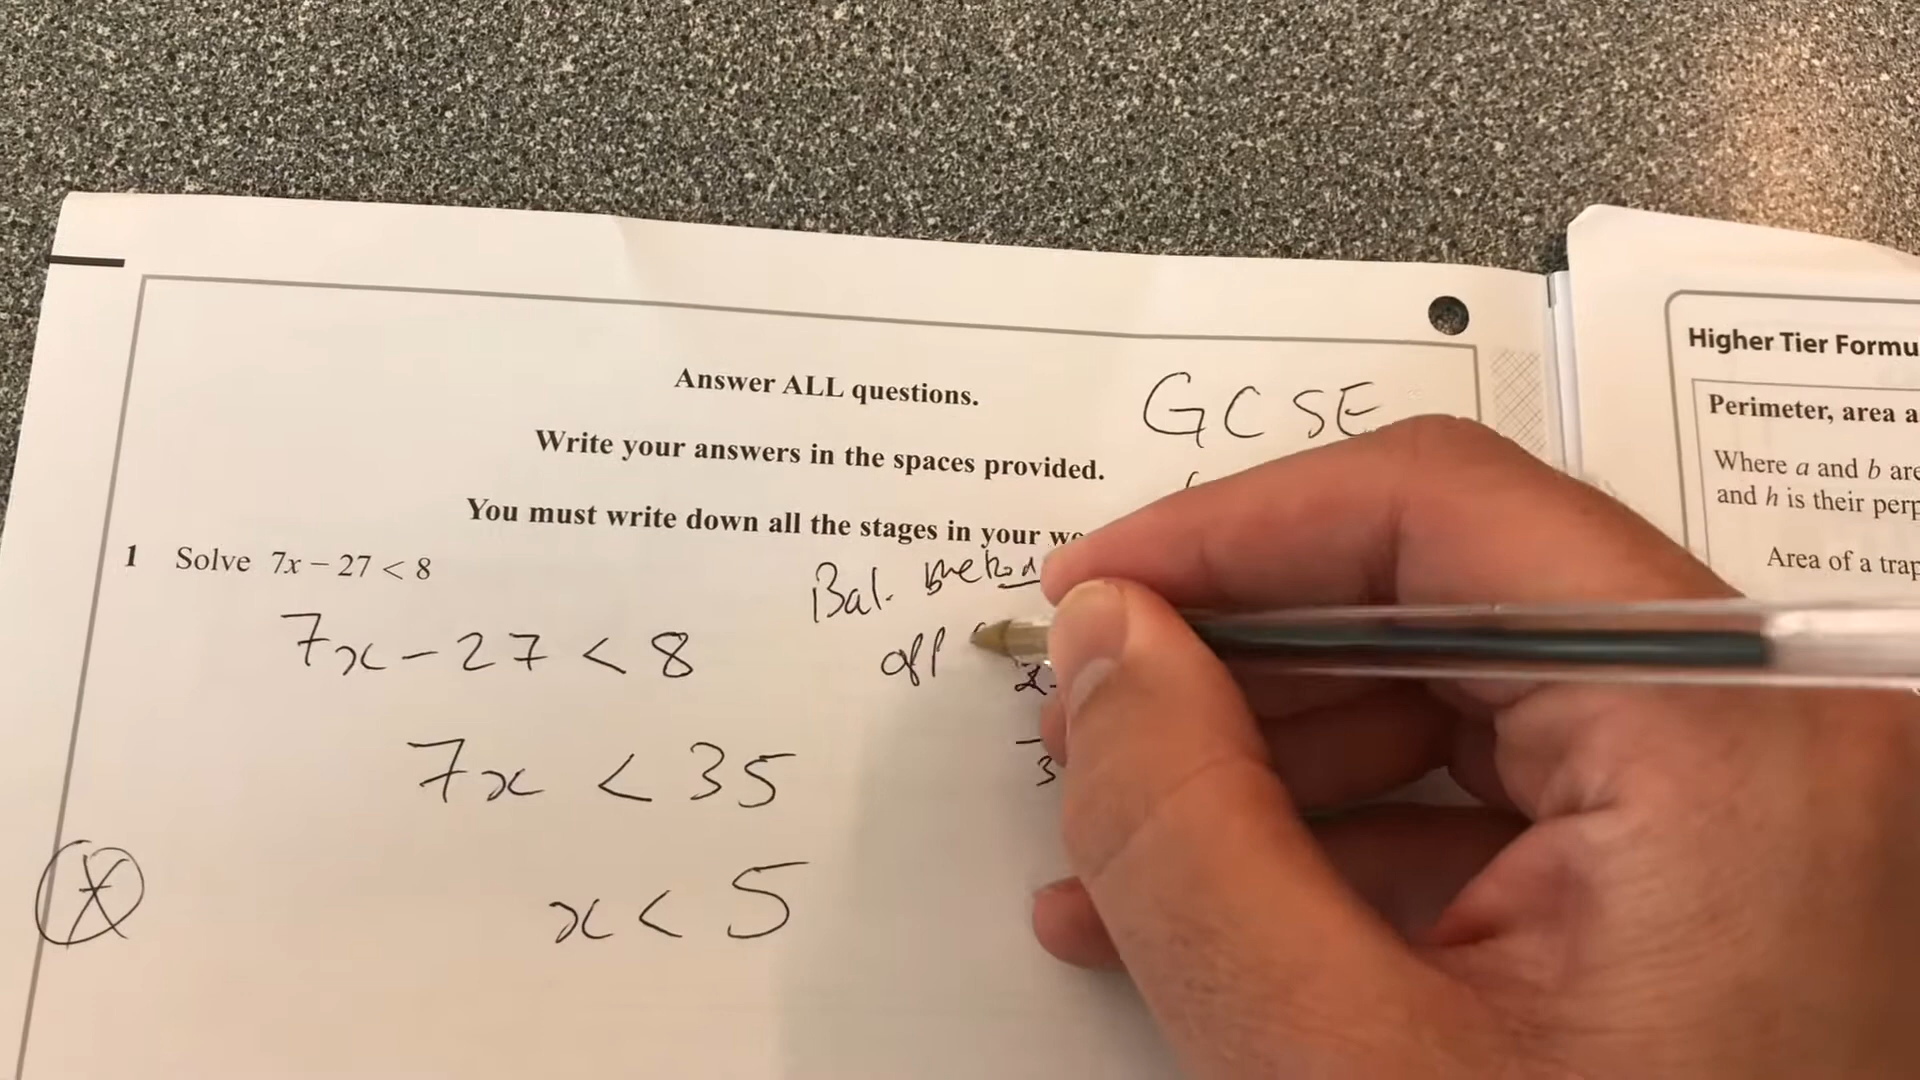 Answer ALL questions.
GCSE
Write your answers in the spaces provided.
You must write down all the stages in your
1 Solve 7x − 27 < 8
Bal. method
7x − 27 < 8
7x < 35
3
x < 5
Higher Tier Formu
Perimeter, area a
Where a and b are
and h is their perp
Area of a trap